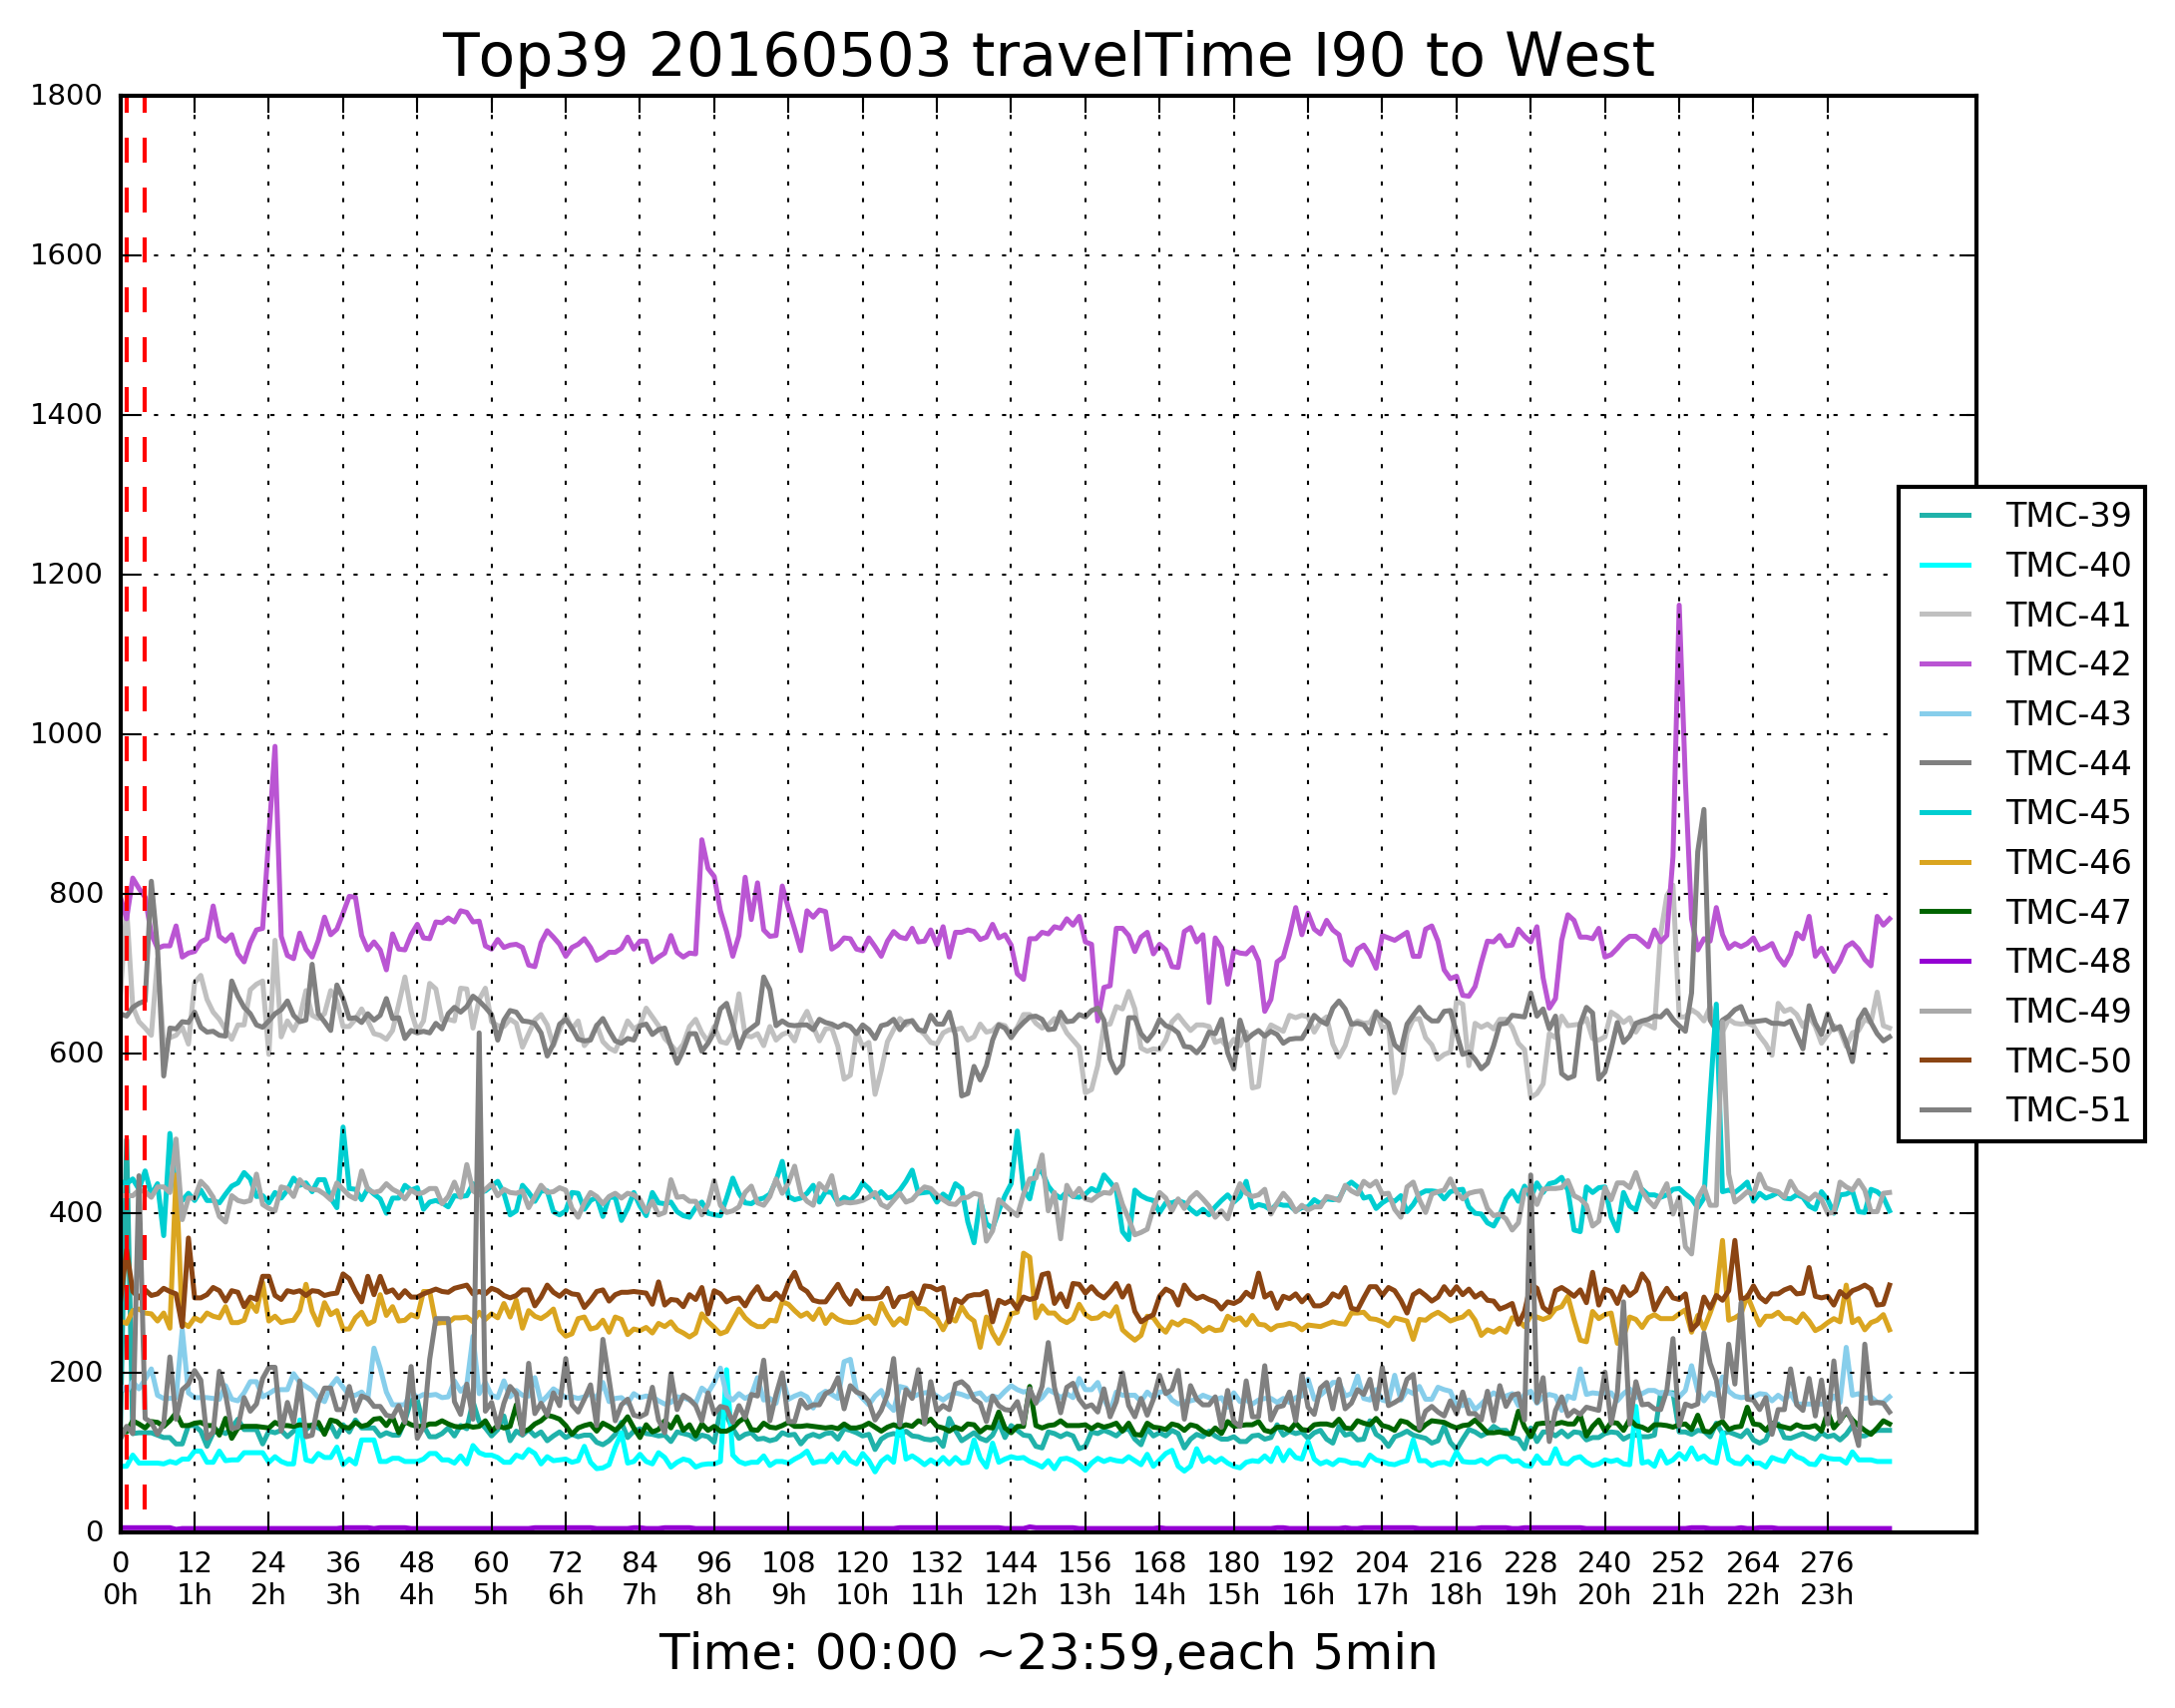 Top39 20160503 travelTime I90 to West
1800
1600
1400
1200
1000
800
600
400
200
0
TMC-39
TMC-40
TMC-41
TMC-42
TMC-43
TMC-44
TMC-45
TMC-46
TMC-47
TMC-48
TMC-49
TMC-50
TMC-51
0 12 24 36 48 60 72 84 96 108 120 132 144 156 168 180 192 204 216 228 240 252 264 276
0h 1h 2h 3h 4h 5h 6h 7h 8h 9h 10h 11h 12h 13h 14h 15h 16h 17h 18h 19h 20h 21h 22h 23h
Time: 00:00 ~23:59,each 5min